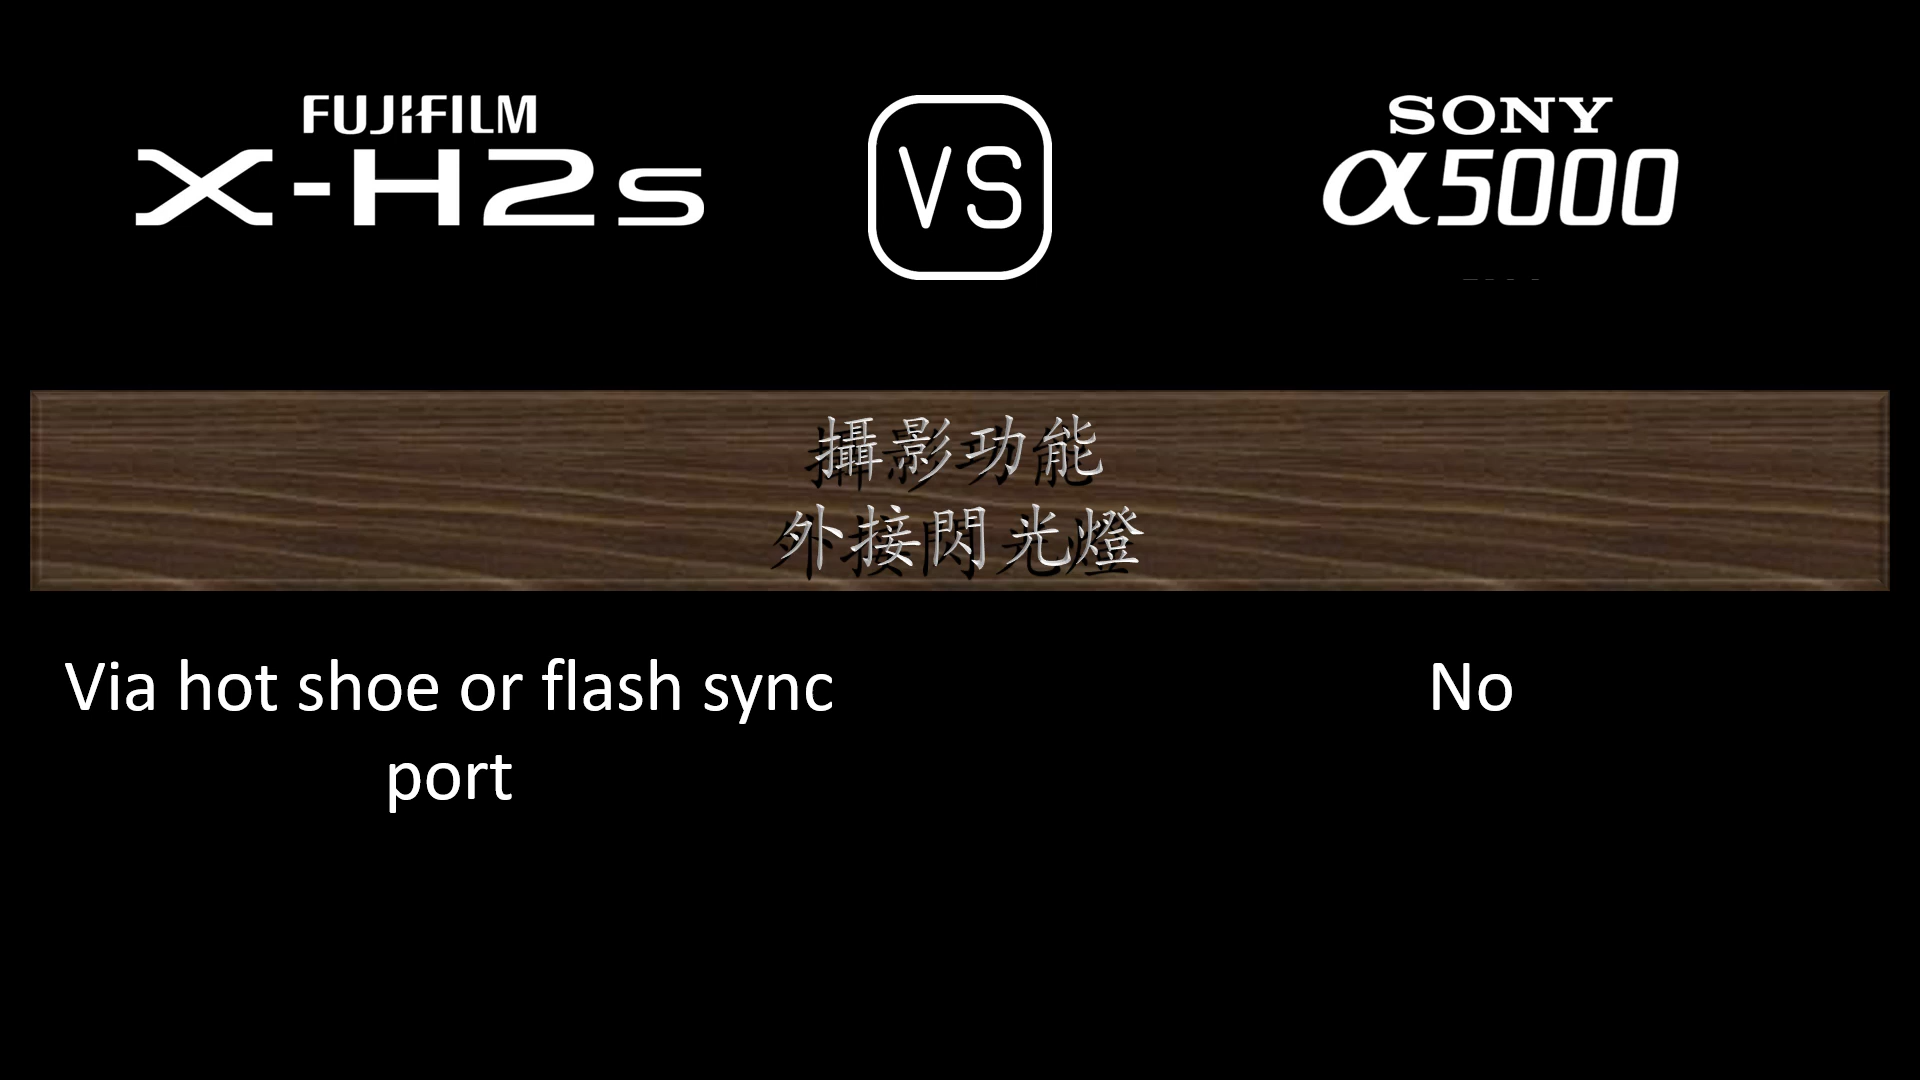 FUJIFILM
X-H2s
VS
SONY
α5000
攝影功能
外接閃光燈
Via hot shoe or flash sync
port
No